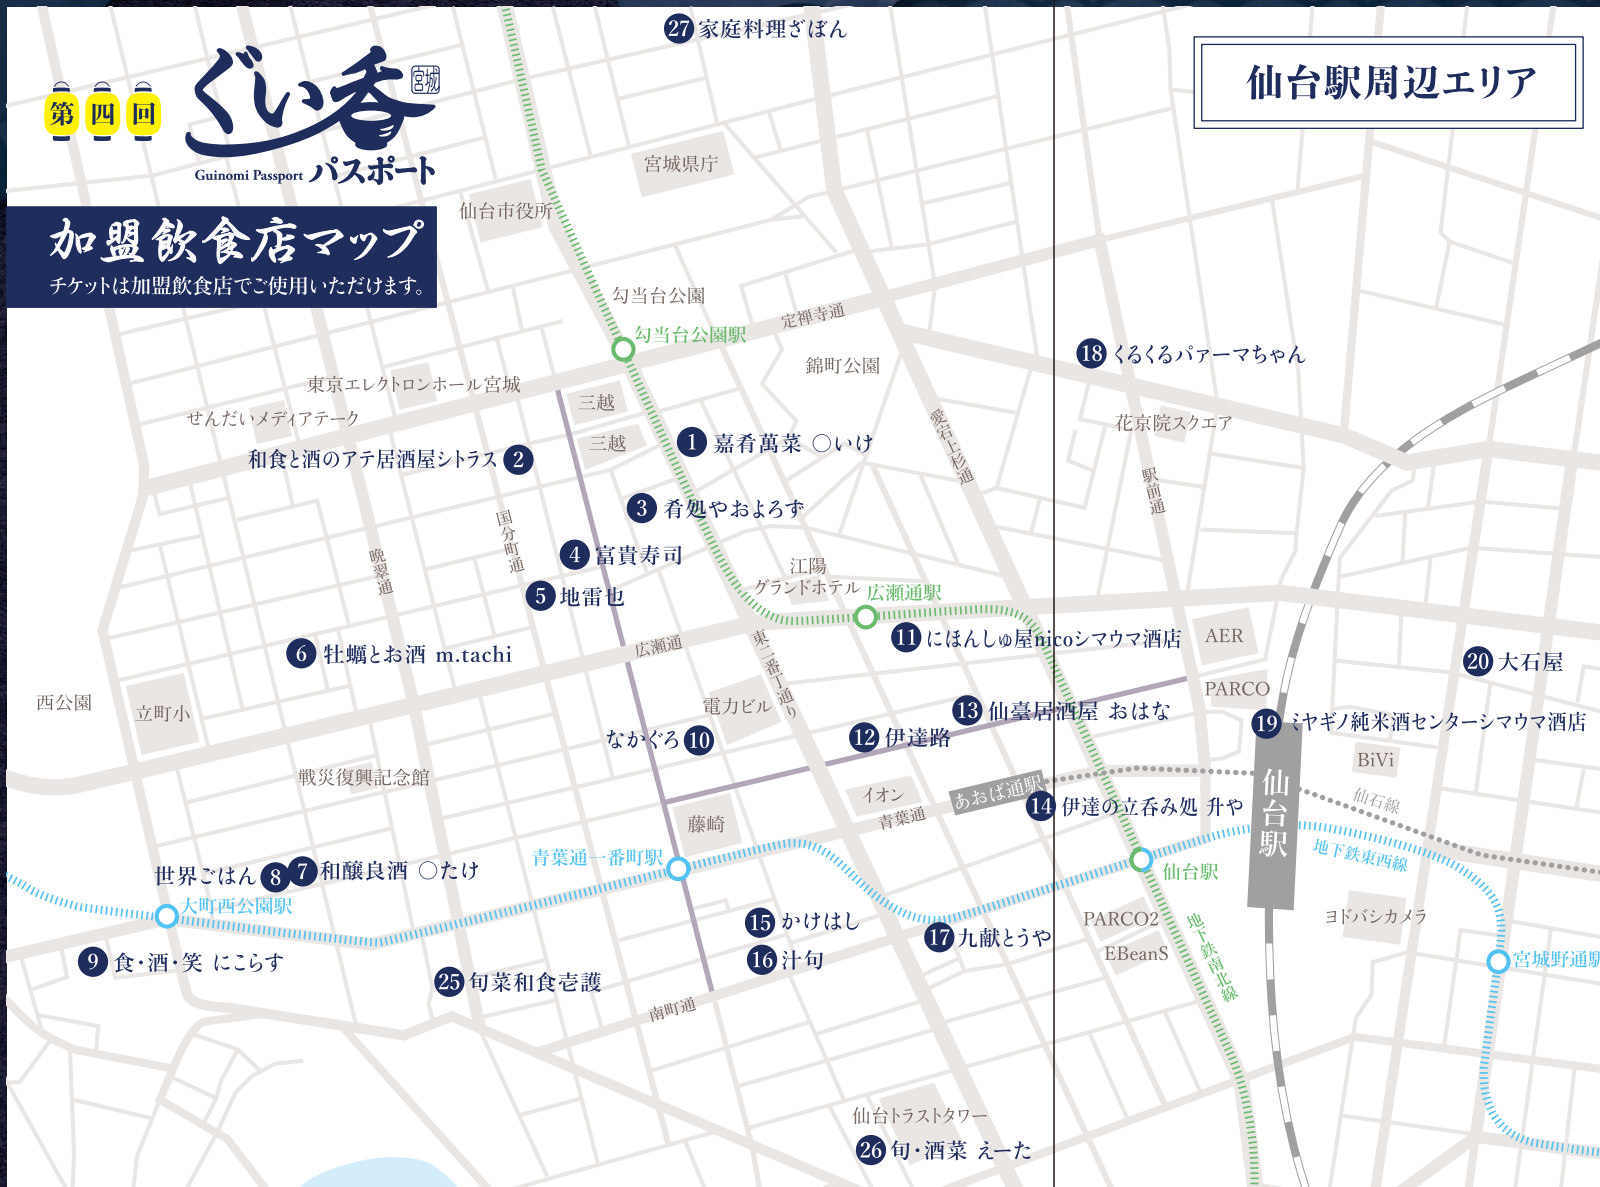 第四回
ぐい呑
宮城
Guinomi Passport パスポート
加盟飲食店マップ
チケットは加盟飲食店でご使用いただけます。
仙台駅周辺エリア
27 家庭料理ざぼん
宮城県庁
仙台市役所
勾当台公園
勾当台公園駅
定禅寺通
錦町公園
18 くるくるパァーマちゃん
東京エレクトロンホール宮城
せんだいメディアテーク
三越
三越
花京院スクエア
愛宕上杉通
駅前通
1 嘉肴萬菜 〇いけ
和食と酒のアテ居酒屋シトラス 2
3 肴処やおよろず
国分町通
晩翠通
4 富貴寿司
5 地雷也
江陽
グランドホテル
広瀬通駅
11 にほんしゅ屋nicoシマウマ酒店
AER
6 牡蠣とお酒 m.tachi
広瀬通
東二番丁通り
20 大石屋
西公園
立町小
PARCO
電力ビル
13 仙臺居酒屋 おはな
19 ミヤギノ純米酒センターシマウマ酒店
なかぐろ 10
12 伊達路
戦災復興記念館
BiVi
仙石線
仙台駅
イオン
あおば通駅
14 伊達の立呑み処 升や
青葉通
藤崎
青葉通一番町駅
地下鉄東西線
世界ごはん 8
7 和醸良酒 〇たけ
仙台駅
大町西公園駅
15 かけはし
17 九献とうや
PARCO2
EBeanS
ヨドバシカメラ
地下鉄南北線
9 食・酒・笑 にこらす
16 汁句
宮城野通駅
25 旬菜和食壱護
南町通
仙台トラストタワー
26 旬・酒菜 えーた